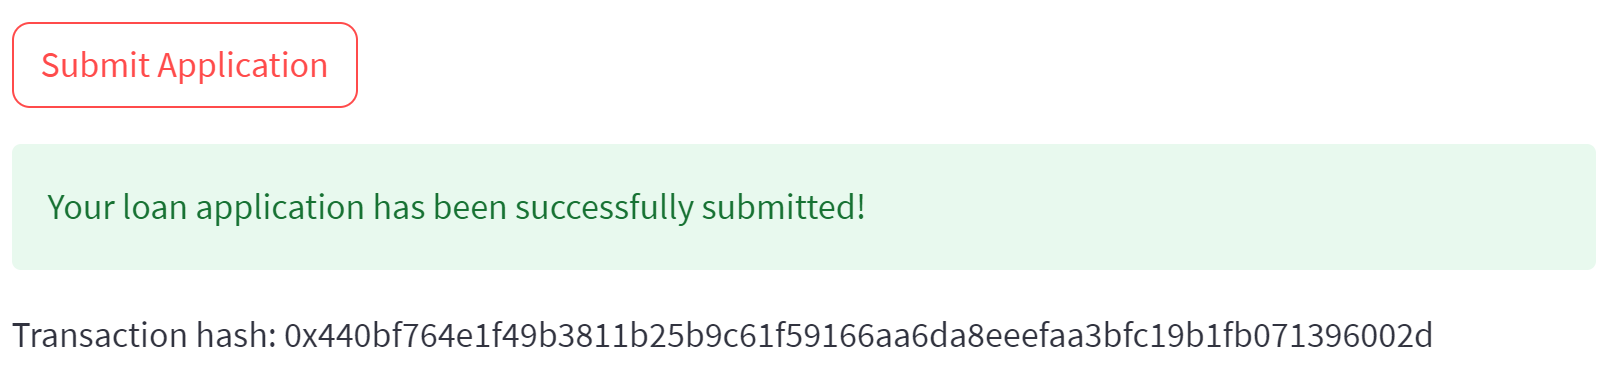 Submit Application
Your loan application has been successfully submitted!
Transaction hash: 0x440bf764e1f49b3811b25b9c61f59166aa6da8eeefaa3bfc19b1fb071396002d